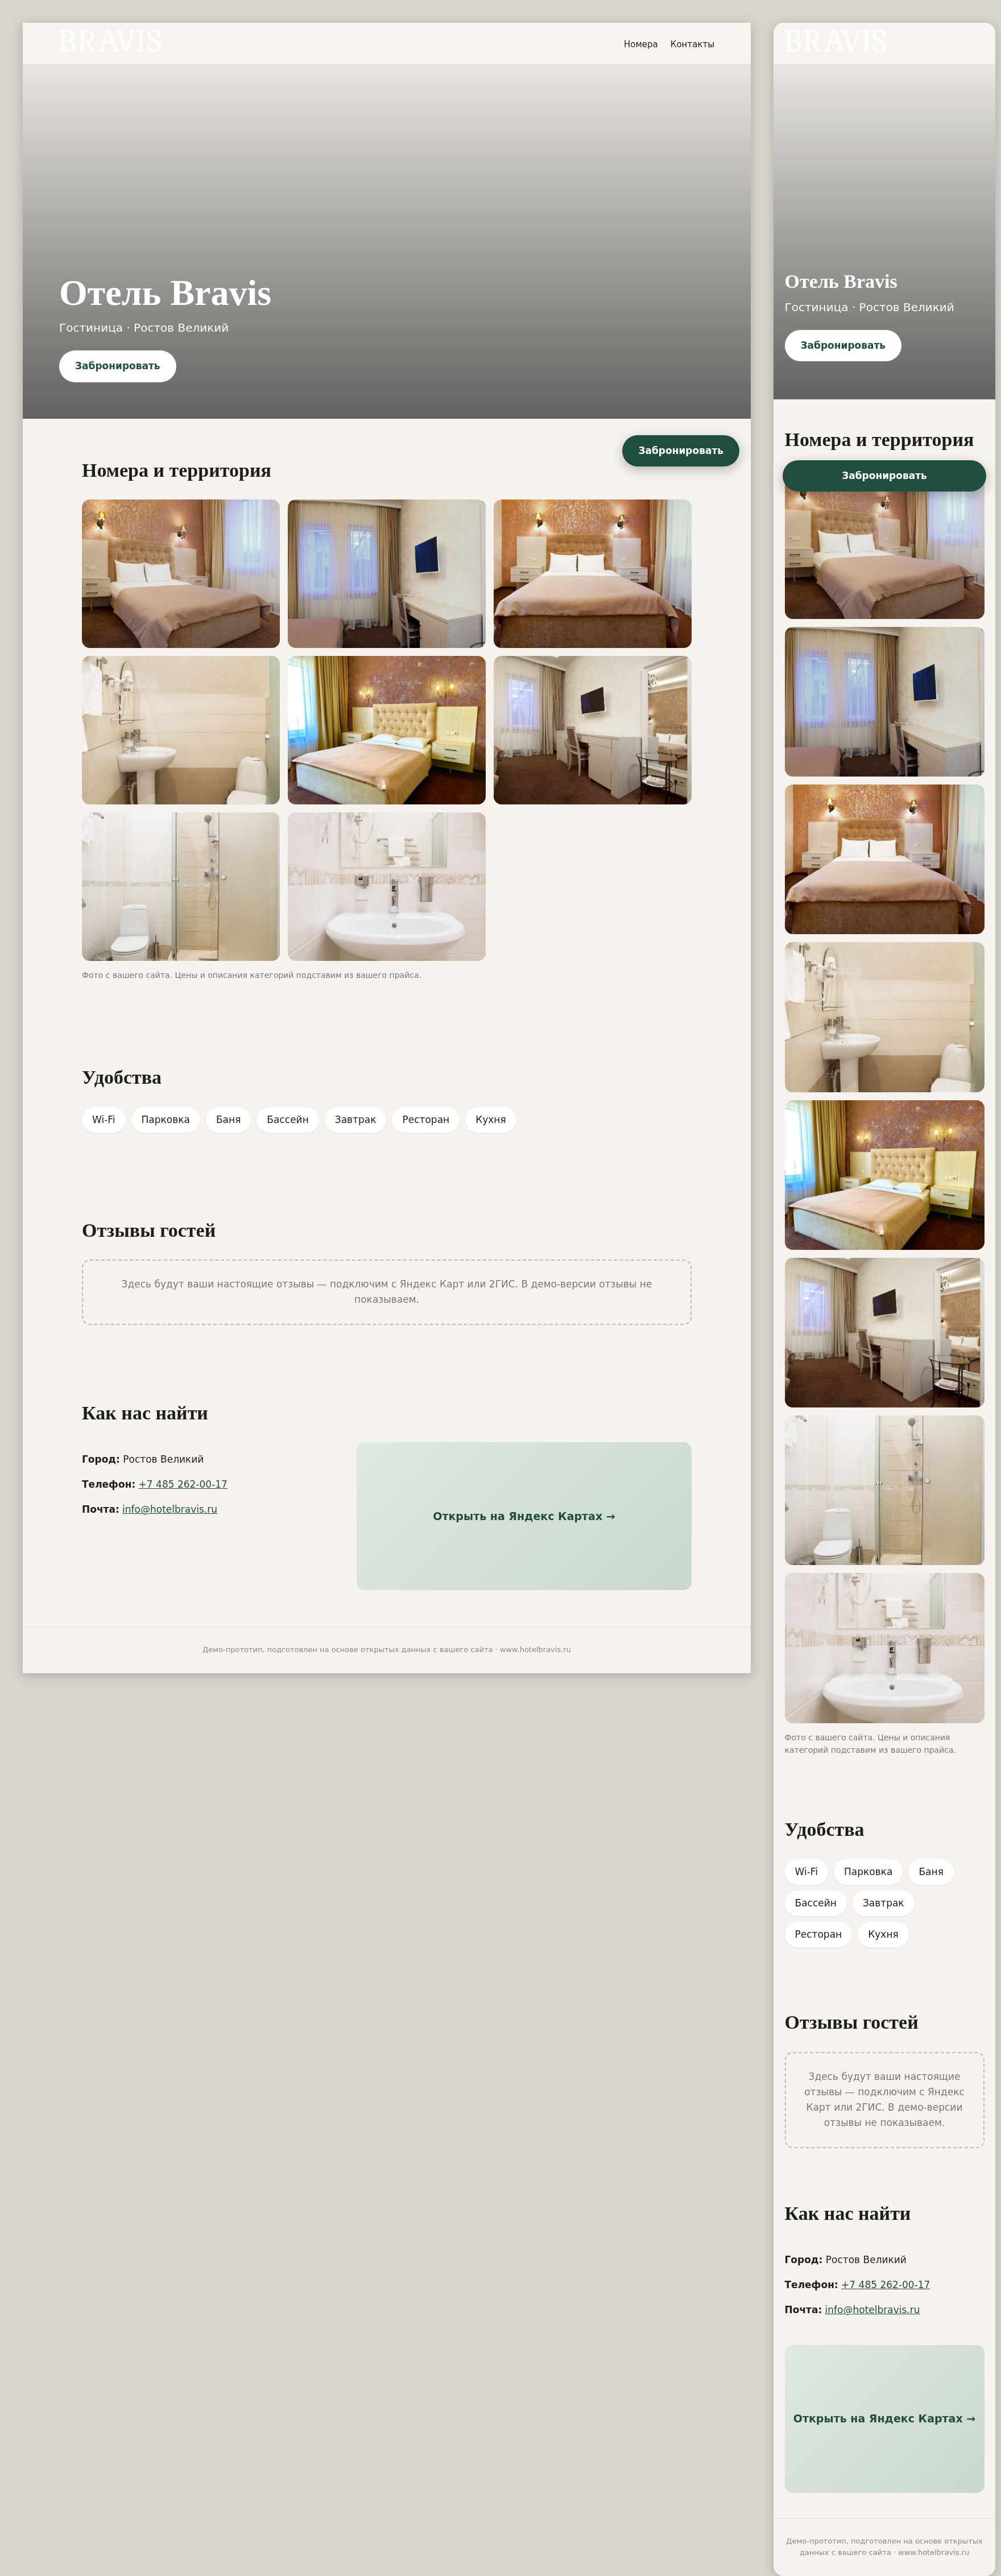 BRAVIS
Номера Контакты
Отель Bravis
Гостиница · Ростов Великий
Забронировать
Забронировать
Номера и территория
Фото с вашего сайта. Цены и описания категорий подставим из вашего прайса.
Удобства
Wi-Fi Парковка Баня Бассейн Завтрак Ресторан Кухня
Отзывы гостей
Здесь будут ваши настоящие отзывы — подключим с Яндекс Карт или 2ГИС. В демо-версии отзывы не
показываем.
Как нас найти
Город: Ростов Великий
Телефон: +7 485 262-00-17
Почта: info@hotelbravis.ru
Открыть на Яндекс Картах →
Демо-прототип, подготовлен на основе открытых данных с вашего сайта · www.hotelbravis.ru
BRAVIS
Отель Bravis
Гостиница · Ростов Великий
Забронировать
Номера и территория
Забронировать
Фото с вашего сайта. Цены и описания
категорий подставим из вашего прайса.
Удобства
Wi-Fi Парковка Баня
Бассейн Завтрак
Ресторан Кухня
Отзывы гостей
Здесь будут ваши настоящие
отзывы — подключим с Яндекс
Карт или 2ГИС. В демо-версии
отзывы не показываем.
Как нас найти
Город: Ростов Великий
Телефон: +7 485 262-00-17
Почта: info@hotelbravis.ru
Открыть на Яндекс Картах →
Демо-прототип, подготовлен на основе открытых
данных с вашего сайта · www.hotelbravis.ru